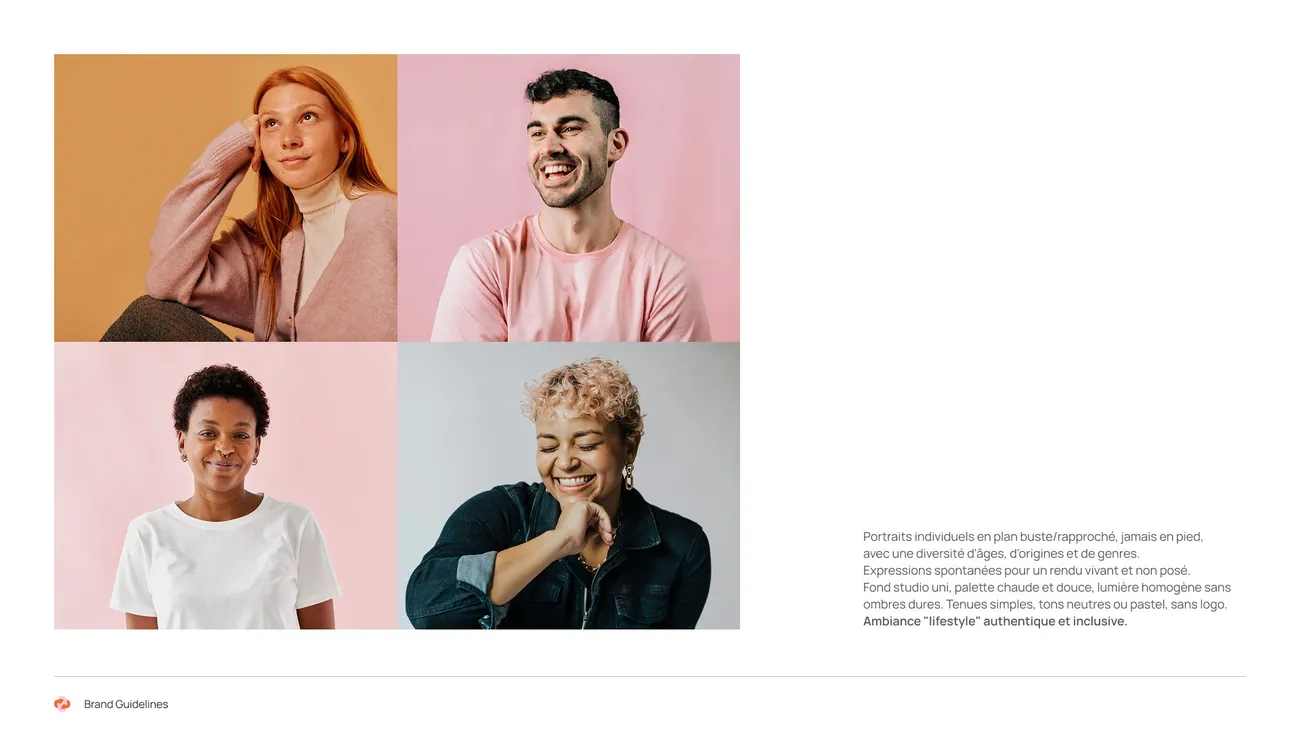 Portraits individuels en plan buste/rapproché, jamais en pied,
avec une diversité d'âges, d'origines et de genres.
Expressions spontanées pour un rendu vivant et non posé.
Fond studio uni, palette chaude et douce, lumière homogène sans
ombres dures. Tenues simples, tons neutres ou pastel, sans logo.
Ambiance "lifestyle" authentique et inclusive.
Brand Guidelines